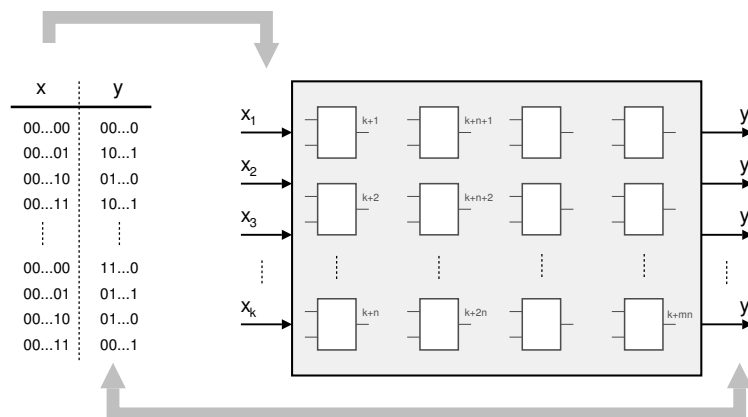 x y
00...00 00...0
00...01 10...1
00...10 01...0
00...11 10...1
00...00 11...0
00...01 01...1
00...10 01...0
00...11 00...1
x1 k+1 k+n+1 y
x2 y
k+2 k+n+2
x3 y
xk k+n k+2n k+mn y